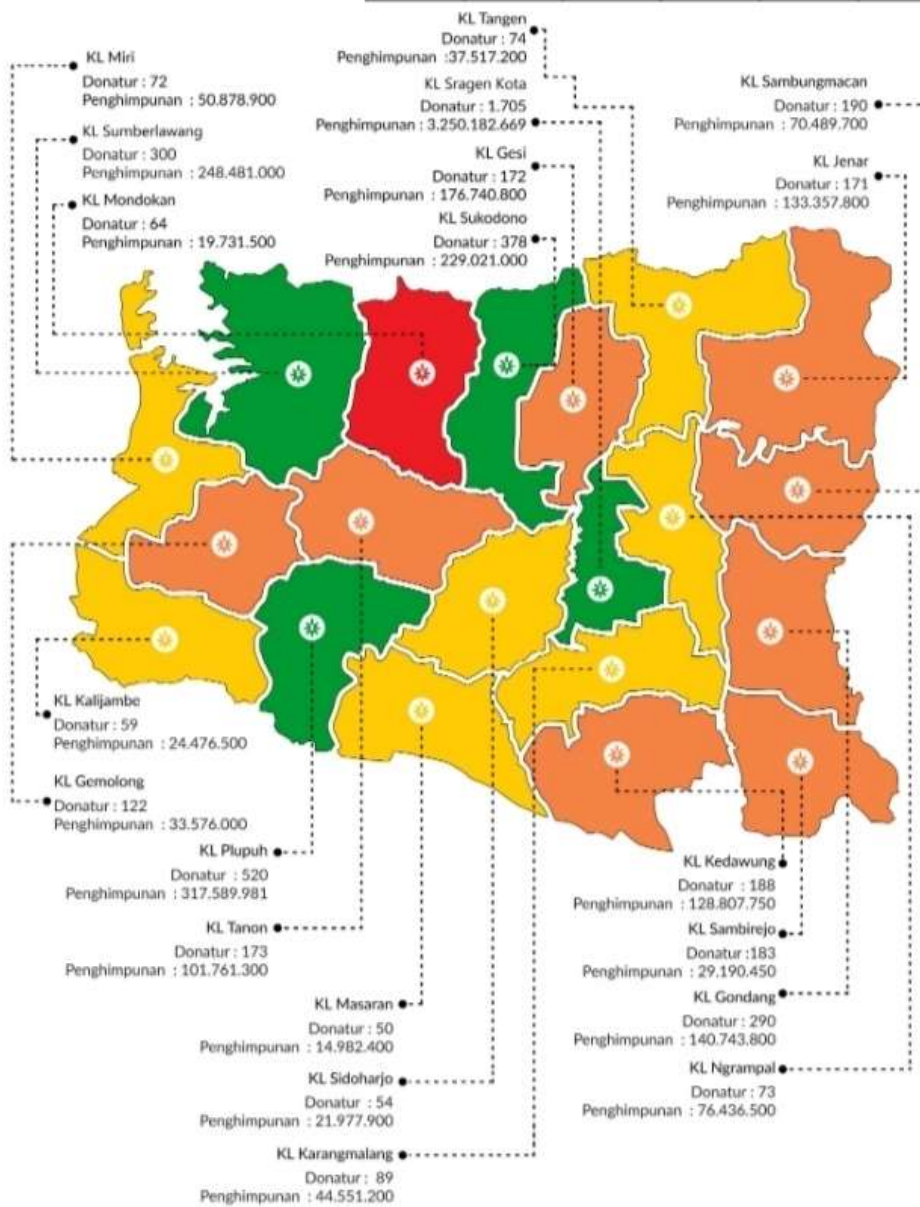 KL Tangen
Donatur : 74
Penghimpunan :37.517.200
KL Miri
Donatur : 72
Penghimpunan : 50.878.900
KL Sragen Kota
Donatur : 1.705
Penghimpunan : 3.250.182.669
KL Sambungmacan
Donatur : 190
Penghimpunan : 70.489.700
KL Sumberlawang
Donatur : 300
Penghimpunan : 248.481.000
KL Gesi
Donatur : 172
Penghimpunan : 176.740.800
KL Jenar
Donatur : 171
Penghimpunan : 133.357.800
KL Mondokan
Donatur : 64
Penghimpunan : 19.731.500
KL Sukodono
Donatur : 378
Penghimpunan : 229.021.000
KL Kalijambe
Donatur : 59
Penghimpunan : 24.476.500
KL Gemolong
Donatur : 122
Penghimpunan : 33.576.000
KL Plupuh
Donatur : 520
Penghimpunan : 317.589.981
KL Tanon
Donatur : 173
Penghimpunan : 101.761.300
KL Masaran
Donatur : 50
Penghimpunan : 14.982.400
KL Sidoharjo
Donatur : 54
Penghimpunan : 21.977.900
KL Karangmalang
Donatur : 89
Penghimpunan : 44.551.200
KL Kedawung
Donatur : 188
Penghimpunan : 128.807.750
KL Sambirejo
Donatur :183
Penghimpunan : 29.190.450
KL Gondang
Donatur : 290
Penghimpunan : 140.743.800
KL Ngrampal
Donatur : 73
Penghimpunan : 76.436.500